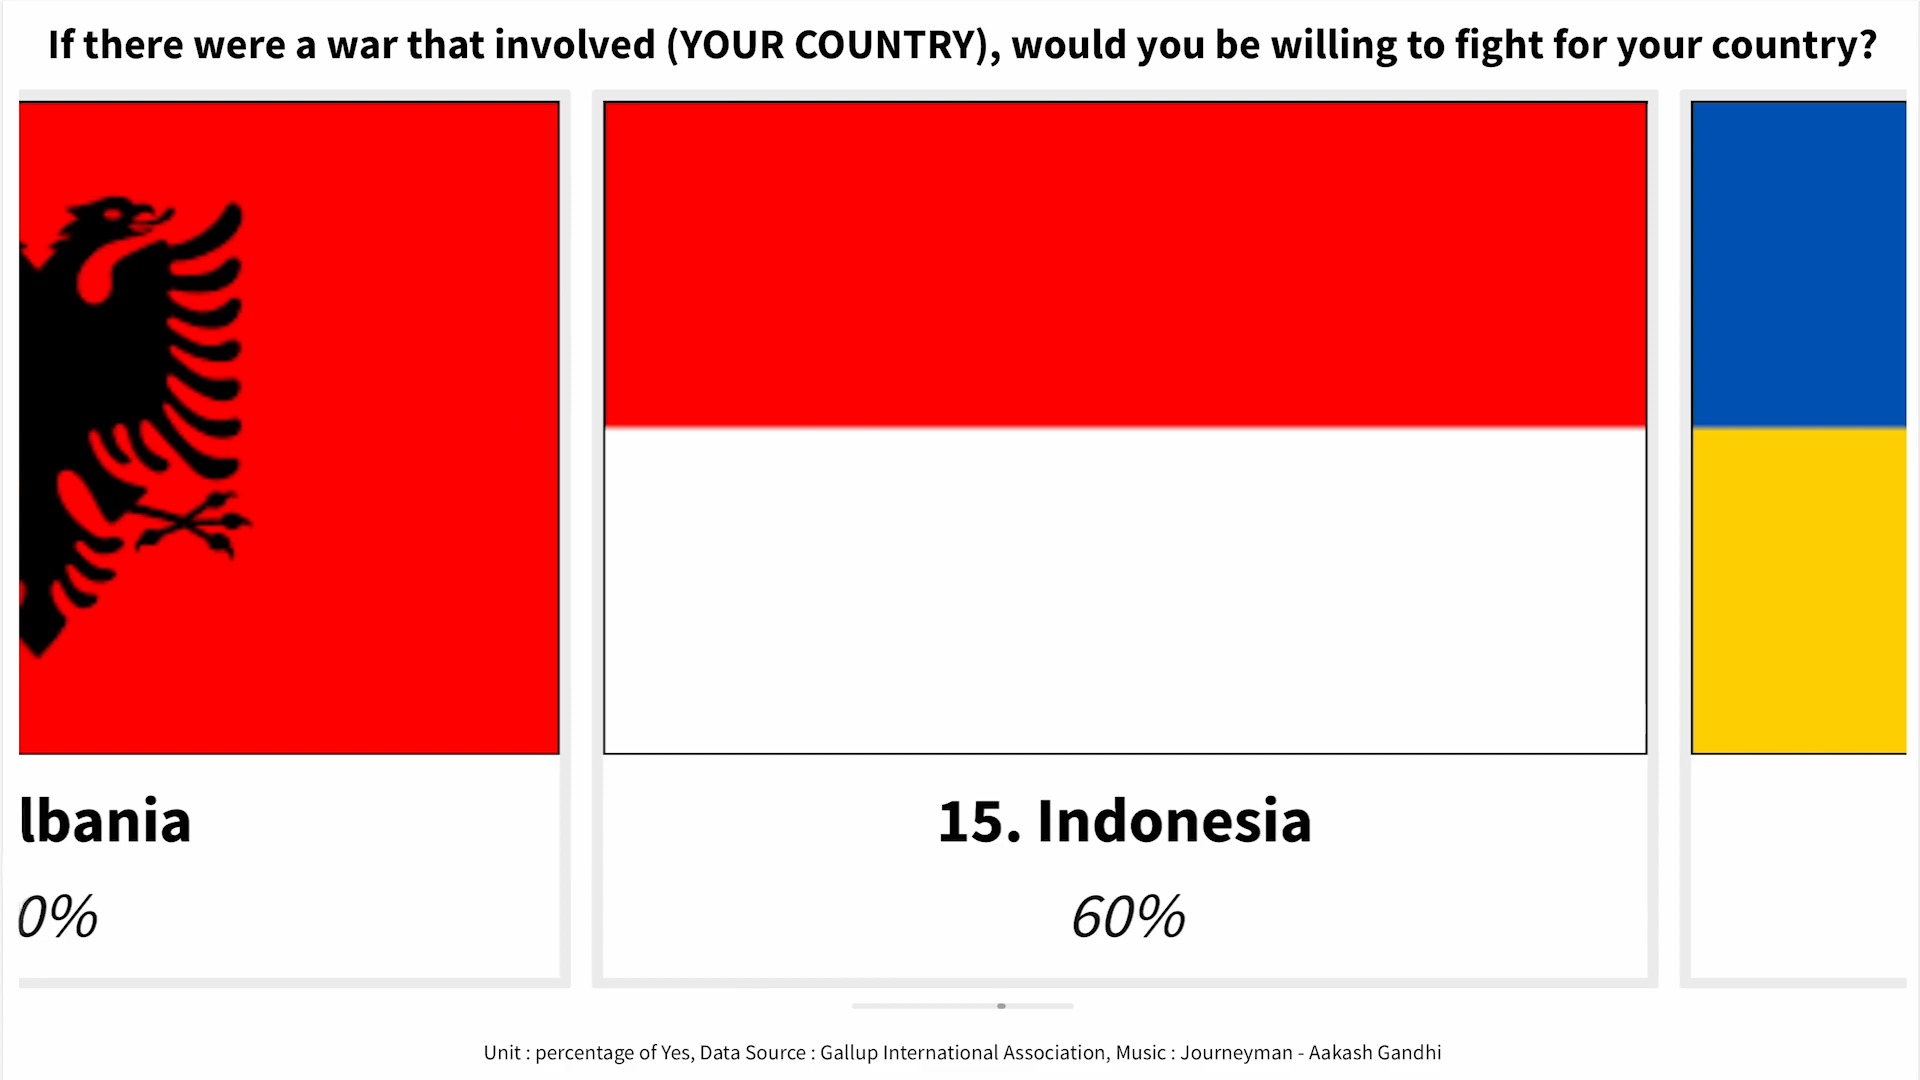 If there were a war that involved (YOUR COUNTRY), would you be willing to fight for your country?
lbania
15. Indonesia
0%
60%
Unit : percentage of Yes, Data Source : Gallup International Association, Music : Journeyman - Aakash Gandhi